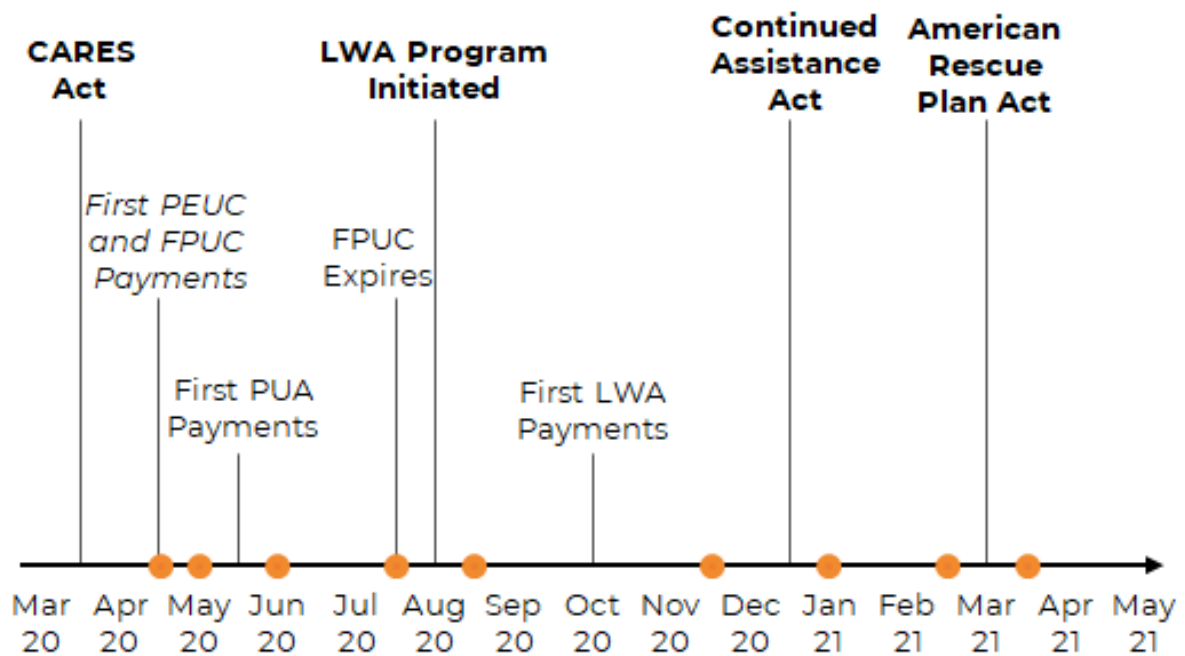 CARES
Act
LWA Program
Initiated
Continued
Assistance
Act
American
Rescue
Plan Act
First PEUC
and FPUC
Payments
FPUC
Expires
First PUA
Payments
First LWA
Payments
Mar Apr May Jun Jul Aug Sep Oct Nov Dec Jan Feb Mar Apr May
20 20 20 20 20 20 20 20 20 20 21 21 21 21 21